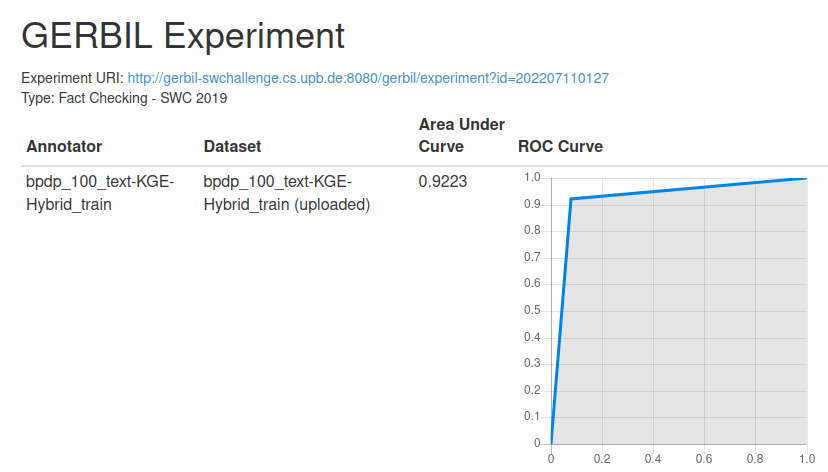 GERBIL Experiment
Experiment URI: http://gerbil-swchallenge.cs.upb.de:8080/gerbil/experiment?id=202207110127
Type: Fact Checking - SWC 2019
Annotator Dataset Area Under Curve ROC Curve
bpdp_100_text-KGE-
Hybrid_train
bpdp_100_text-KGE-
Hybrid_train (uploaded)
0.9223
1.0
0.9
0.8
0.7
0.6
0.5
0.4
0.3
0.2
0.1
0
0 0.2 0.4 0.6 0.8 1.0